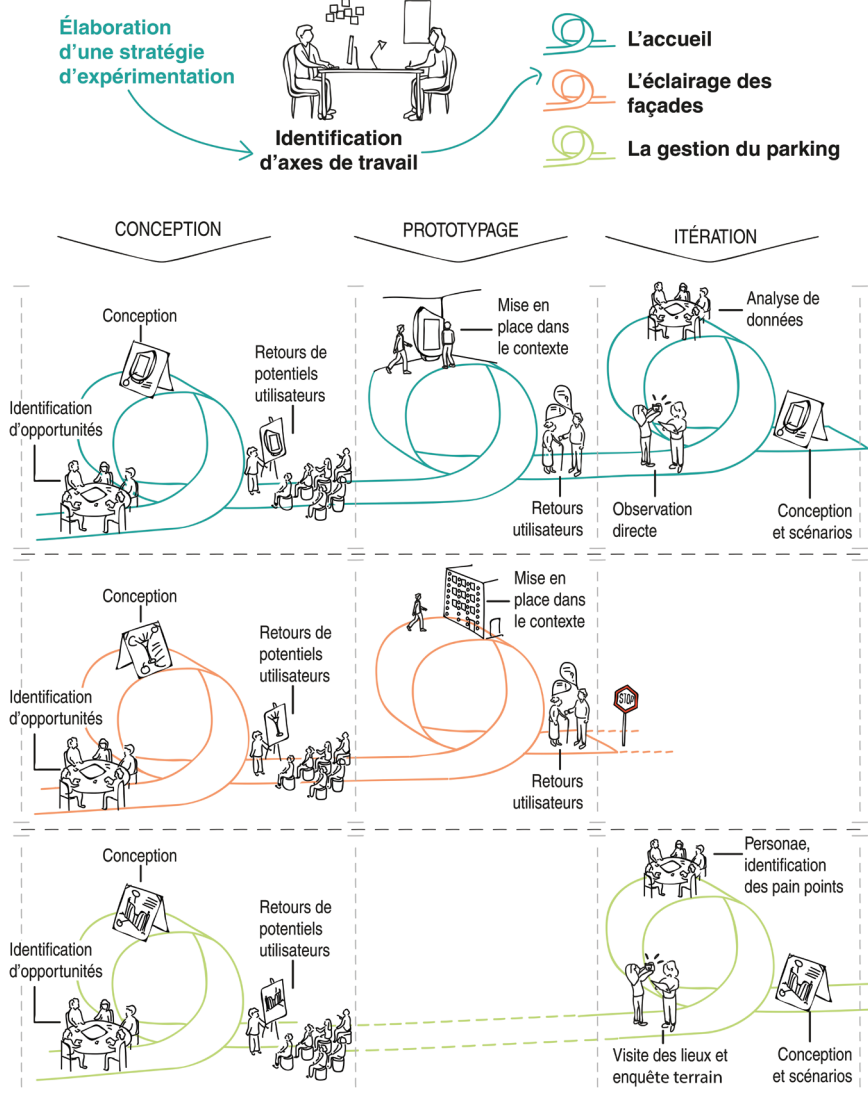 Élaboration
d'une stratégie
d'expérimentation
Identification
d'axes de travail
L'accueil
L'éclairage des
façades
La gestion du parking
CONCEPTION
PROTOTYPAGE
ITÉRATION
Conception
Retours de
potentiels
utilisateurs
Identification
d'opportunités
Mise en
place dans
le contexte
Retours
utilisateurs
Analyse de
données
Observation
directe
Conception
et scénarios
Conception
Retours de
potentiels
utilisateurs
Identification
d'opportunités
Mise en
place dans
le contexte
STOP
Retours
utilisateurs
Conception
Retours de
potentiels
utilisateurs
Identification
d'opportunités
Personae,
identification
des pain points
Visite des lieux et
enquête terrain
Conception
et scénarios